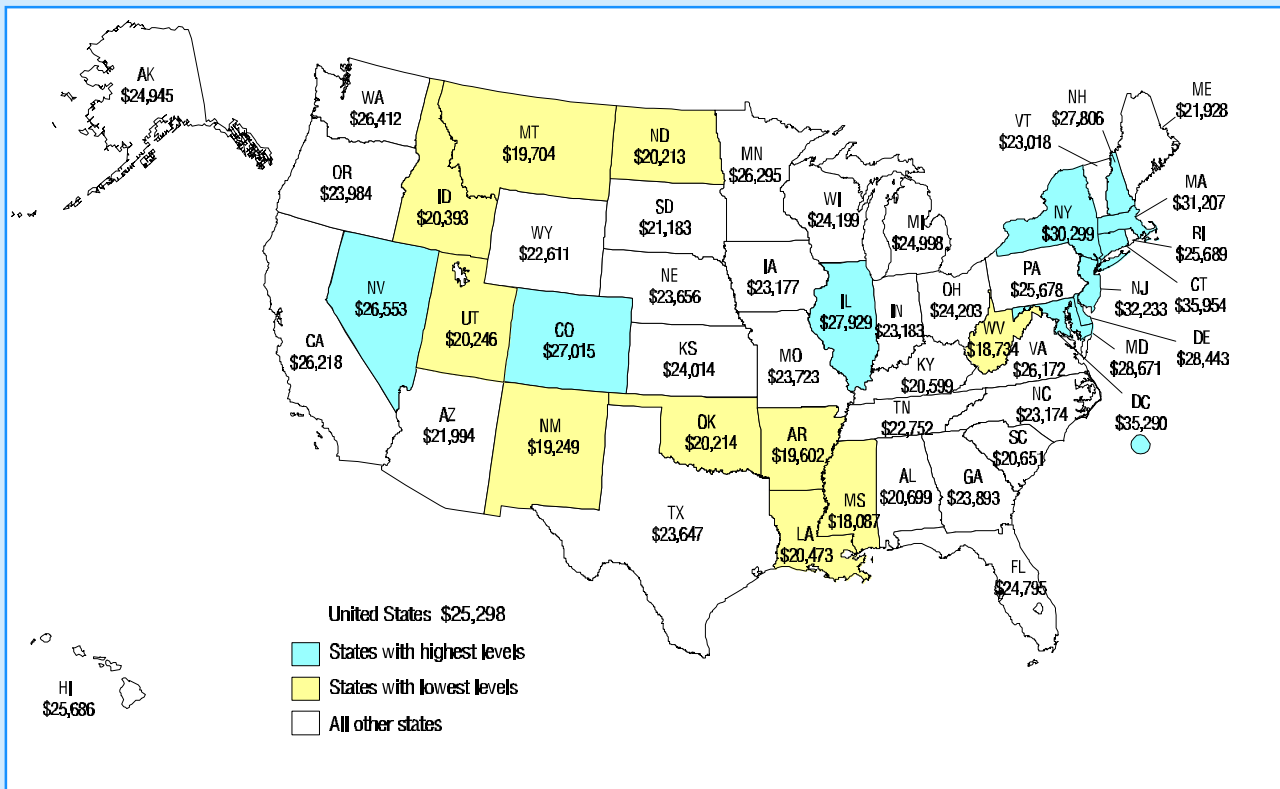 AK
$24,945
WA
$26,412
MT
$19,704
ND
$20,213
MN
$26,295
VT
$23,018
NH
$27,806
ME
$21,928
OR
$23,984
ID
$20,393
WY
$22,611
SD
$21,183
WI
$24,199
MI
$24,998
NY
$30,299
MA
$31,207
RI
$25,689
CT
$35,954
NV
$26,553
UT
$20,246
CO
$27,015
NE
$23,656
IA
$23,177
IL
$27,929
IN
$23,183
OH
$24,203
PA
$25,678
NJ
$32,233
DE
$28,443
MD
$28,671
DC
$35,290
CA
$26,218
KS
$24,014
MO
$23,723
KY
$20,599
WV
$18,734
VA
$26,172
AZ
$21,994
NM
$19,249
OK
$20,214
AR
$19,602
TN
$22,752
NC
$23,174
SC
$20,651
TX
$23,647
LA
$20,473
MS
$18,087
AL
$20,699
GA
$23,893
FL
$24,795
HI
$25,686
United States $25,298
States with highest levels
States with lowest levels
All other states